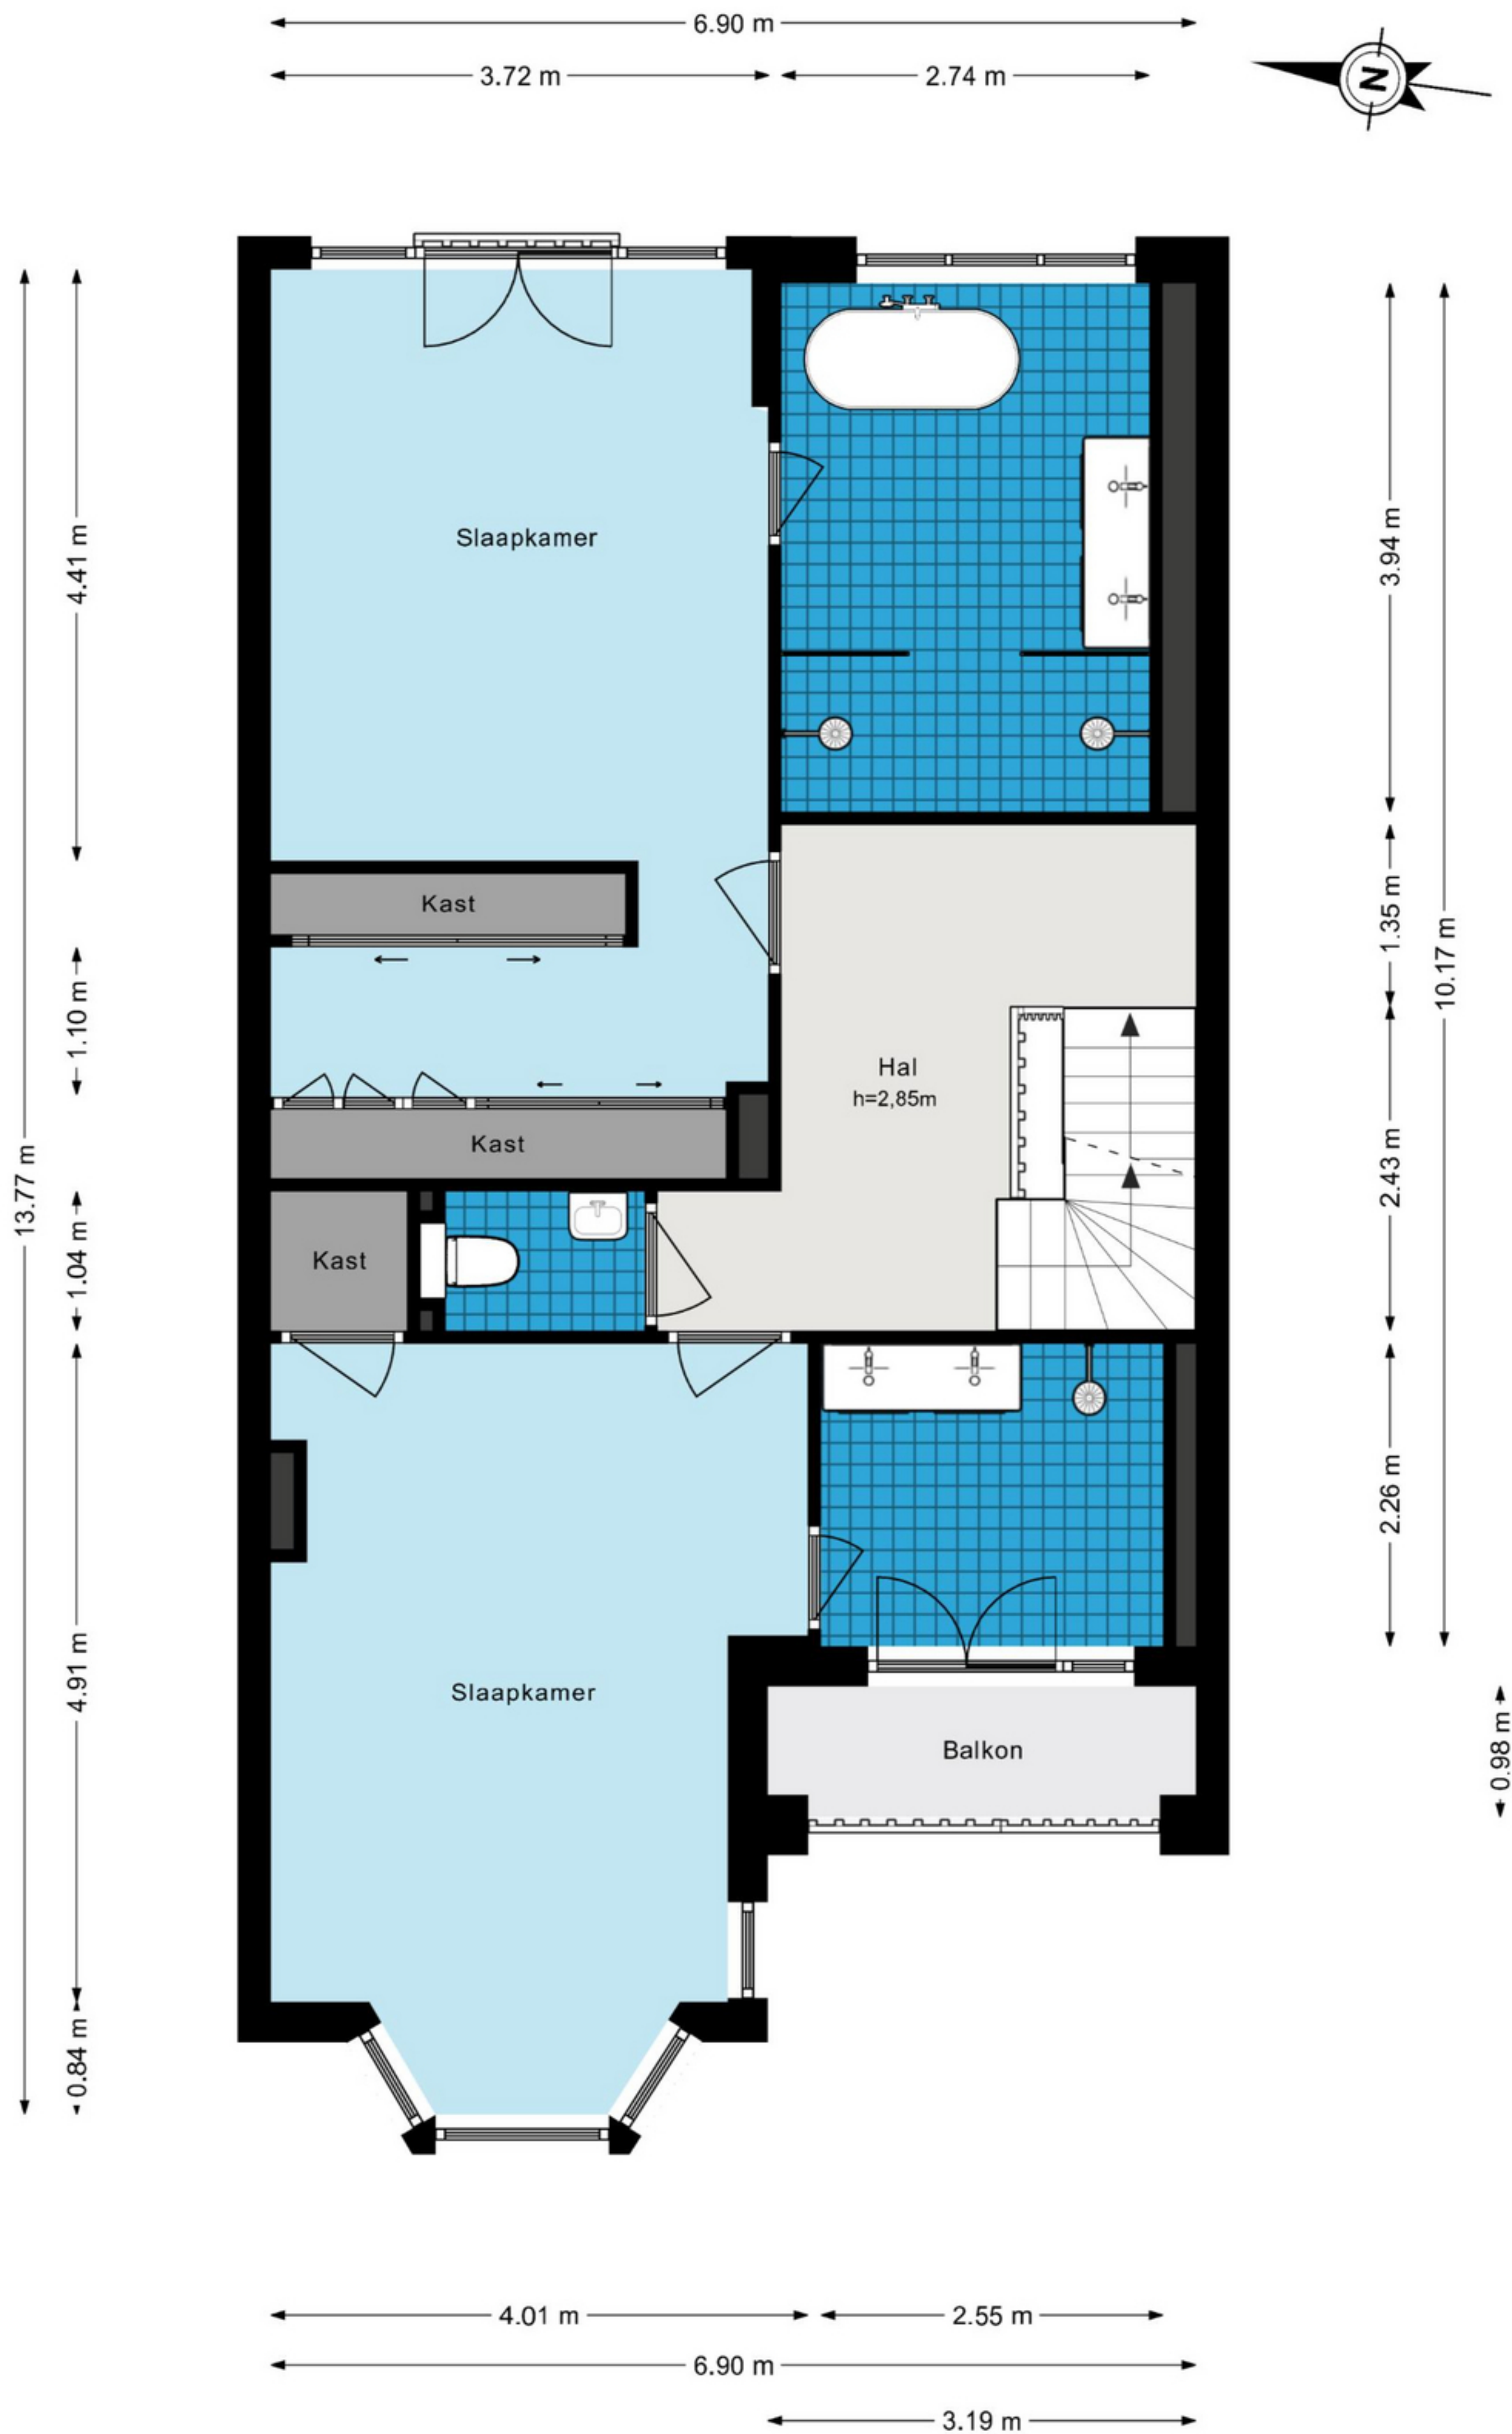 6.90 m
3.72 m
2.74 m
N
4.41 m
3.94 m
Slaapkamer
Kast
1.35 m
10.17 m
1.10 m
Hal
h=2,85m
Kast
13.77 m
2.43 m
1.04 m
Kast
2.26 m
4.91 m
Slaapkamer
Balkon
0.98 m
0.84 m
4.01 m
2.55 m
6.90 m
3.19 m